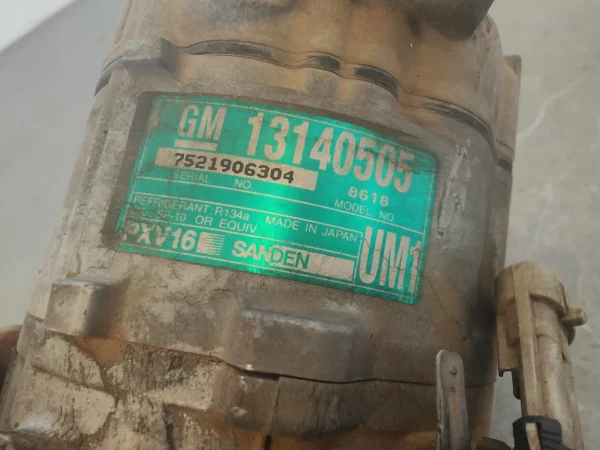 GM 13140505
7521906304
SERIAL NO.
8618
MODEL NO.
REFRIGERANT R134a
OIL SP-10 OR EQUIV
MADE IN JAPAN
PXV16 SANDEN
UM1